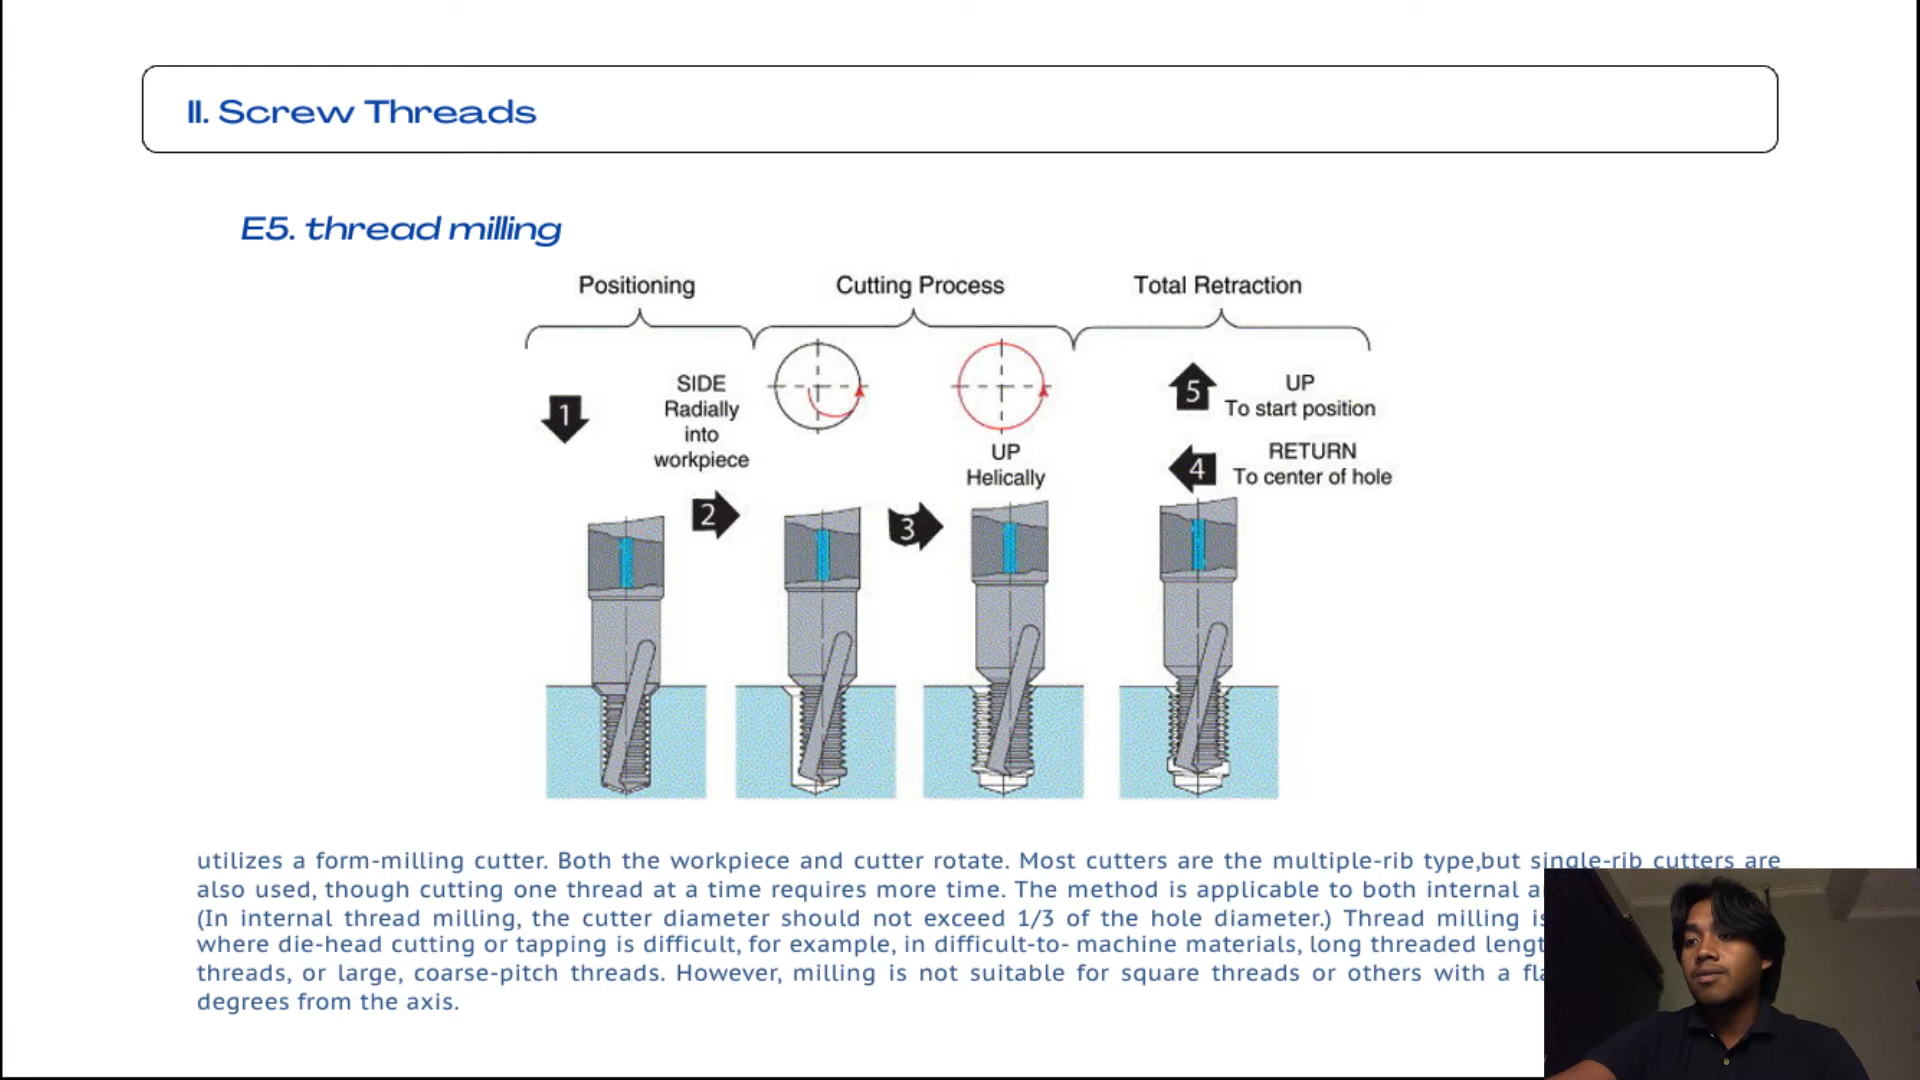 II. Screw Threads
E5. thread milling
Positioning
Cutting Process
Total Retraction
1
SIDE
Radially
into
workpiece
2
3
UP
Helically
5
UP
To start position
4
RETURN
To center of hole
utilizes a form-milling cutter. Both the workpiece and cutter rotate. Most cutters are the multiple-rib type,but single-rib cutters are
also used, though cutting one thread at a time requires more time. The method is applicable to both internal
(In internal thread milling, the cutter diameter should not exceed 1/3 of the hole diameter.) Thread milling
where die-head cutting or tapping is difficult, for example, in difficult-to- machine materials, long threaded
threads, or large, coarse-pitch threads. However, milling is not suitable for square threads or others with a
degrees from the axis.